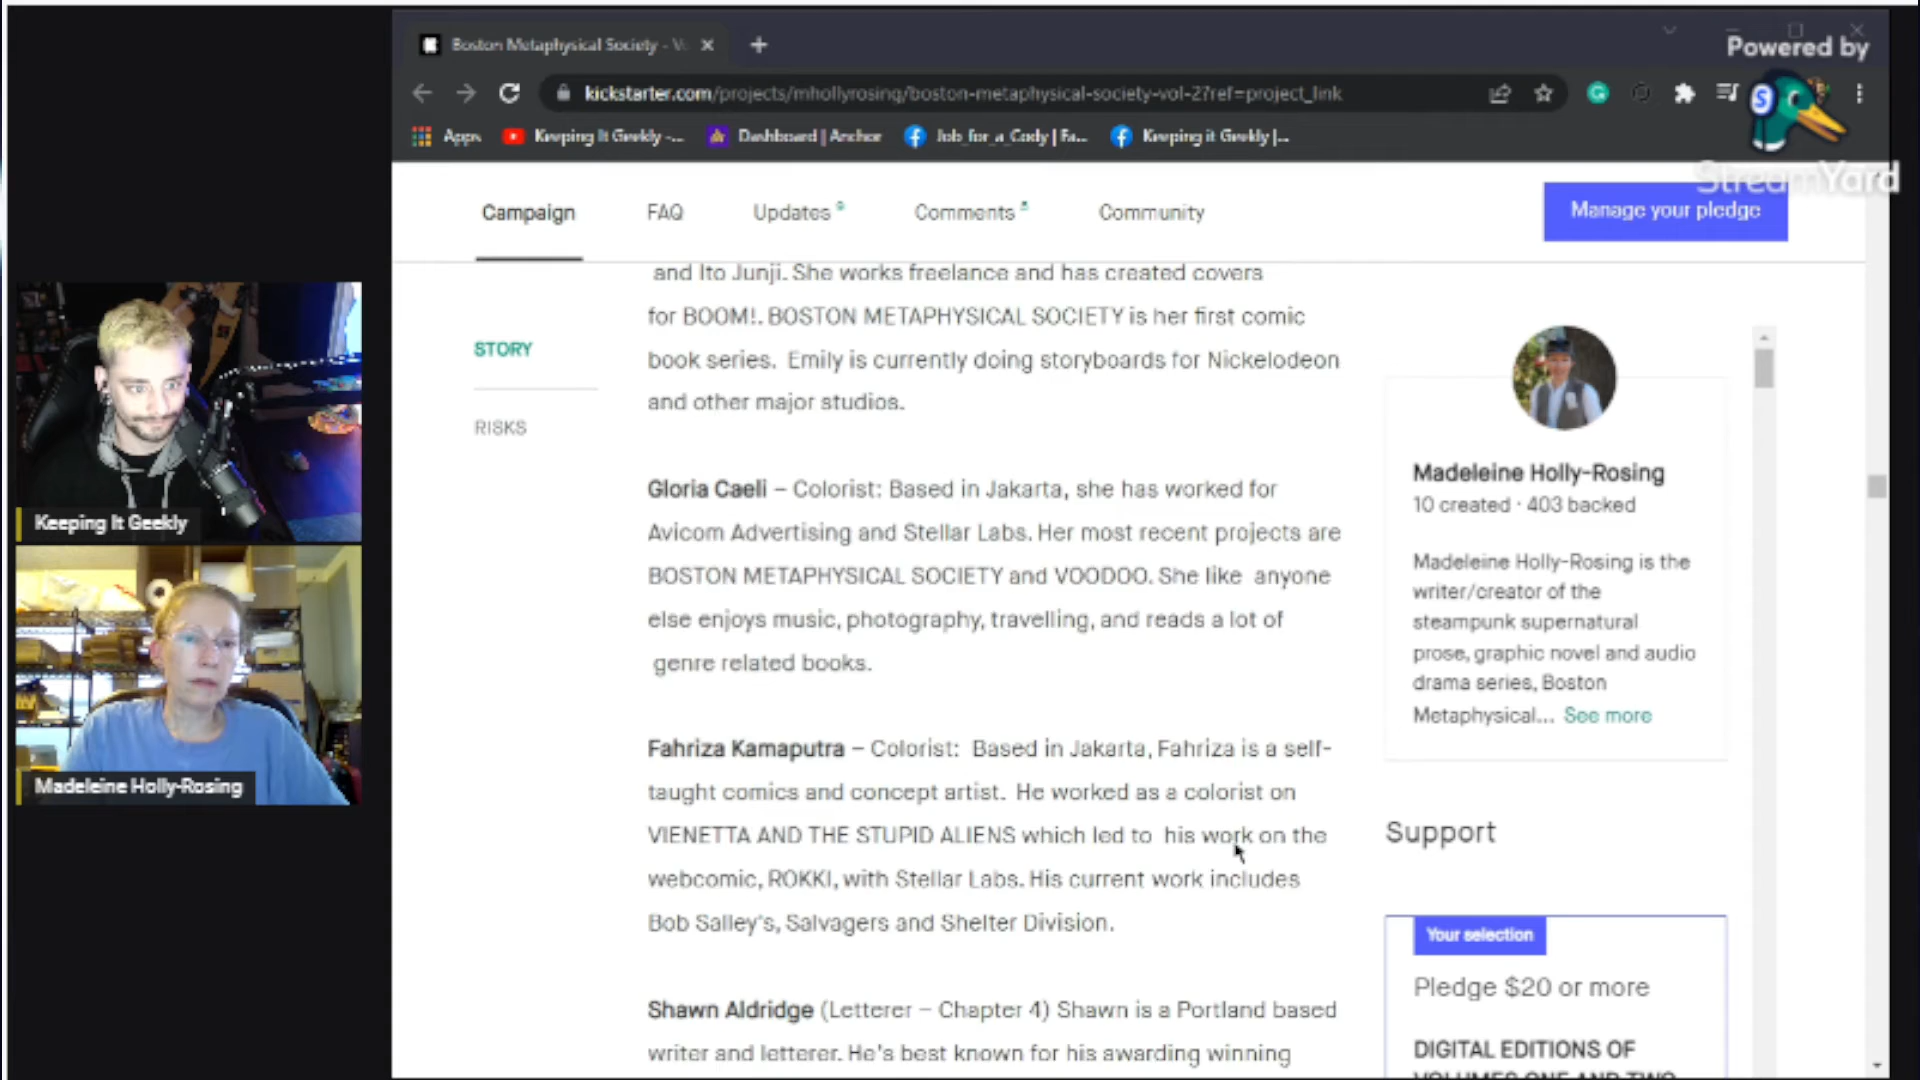 Boston Metaphysical Society - V
Powered by
kickstarter.com/projects/mhollyrosing/boston-metaphysical-society-vol-2?ref=project_link
Apps
Keeping It Geekly -...
Dashboard | Anchor
Job_for_a_Cody | Fa...
Keeping it Geekly |...
StreamYard
Campaign
FAQ
Updates 9
Comments
Community
Manage your pledge
STORY
RISKS
and Ito Junji. She works freelance and has created covers
for BOOM!. BOSTON METAPHYSICAL SOCIETY is her first comic
book series. Emily is currently doing storyboards for Nickelodeon
and other major studios.
Gloria Caeli – Colorist: Based in Jakarta, she has worked for
Avicom Advertising and Stellar Labs. Her most recent projects are
BOSTON METAPHYSICAL SOCIETY and VOODOO. She like anyone
else enjoys music, photography, travelling, and reads a lot of
genre related books.
Fahriza Kamaputra – Colorist: Based in Jakarta, Fahriza is a self-
taught comics and concept artist. He worked as a colorist on
VIENETTA AND THE STUPID ALIENS which led to his work on the
webcomic, ROKKI, with Stellar Labs. His current work includes
Bob Salley's, Salvagers and Shelter Division.
Shawn Aldridge (Letterer – Chapter 4) Shawn is a Portland based
writer and letterer. He's best known for his awarding winning
Madeleine Holly-Rosing
10 created · 403 backed
Madeleine Holly-Rosing is the
writer/creator of the
steampunk supernatural
prose, graphic novel and audio
drama series, Boston
Metaphysical... See more
Support
Your selection
Pledge $20 or more
DIGITAL EDITIONS OF
VOLUMES ONE AND TWO
Keeping It Geekly
Madeleine Holly-Rosing